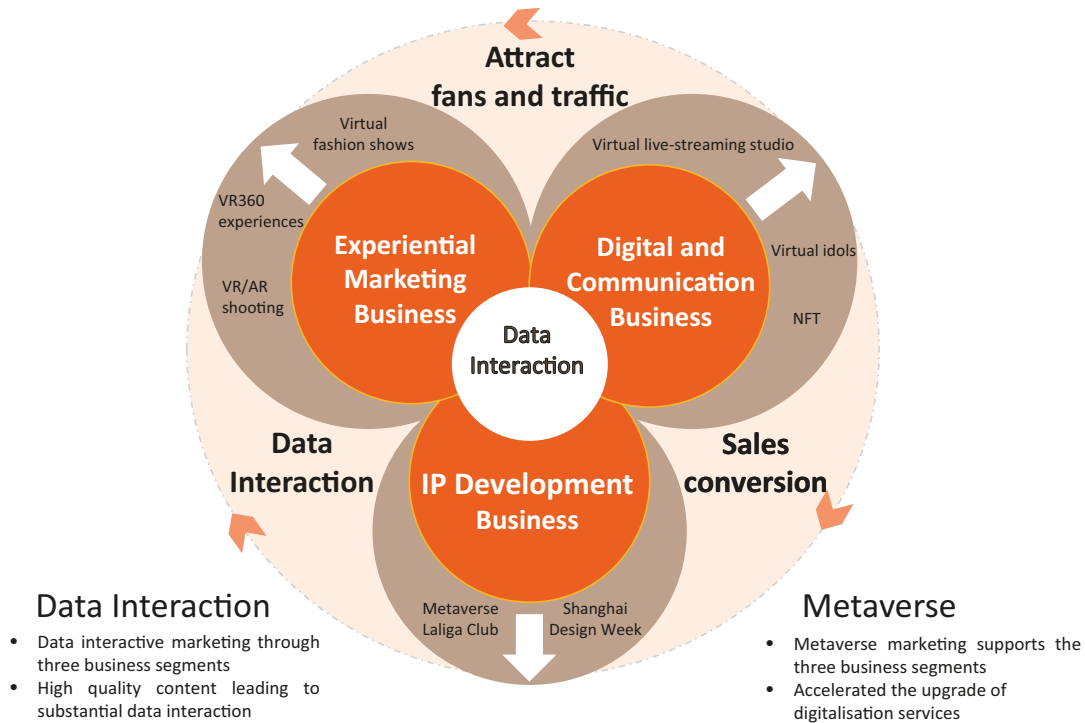 Attract
fans and traffic
Virtual
fashion shows
VR360
experiences
VR/AR
shooting
Experiential
Marketing
Business
Virtual live-streaming studio
Virtual idols
NFT
Digital and
Communication
Business
Data
Interaction
Data
Interaction
Sales
conversion
IP Development
Business
Metaverse
Laliga Club
Shanghai
Design Week
Data Interaction
• Data interactive marketing through
three business segments
• High quality content leading to
substantial data interaction
Metaverse
• Metaverse marketing supports the
three business segments
• Accelerated the upgrade of
digitalisation services